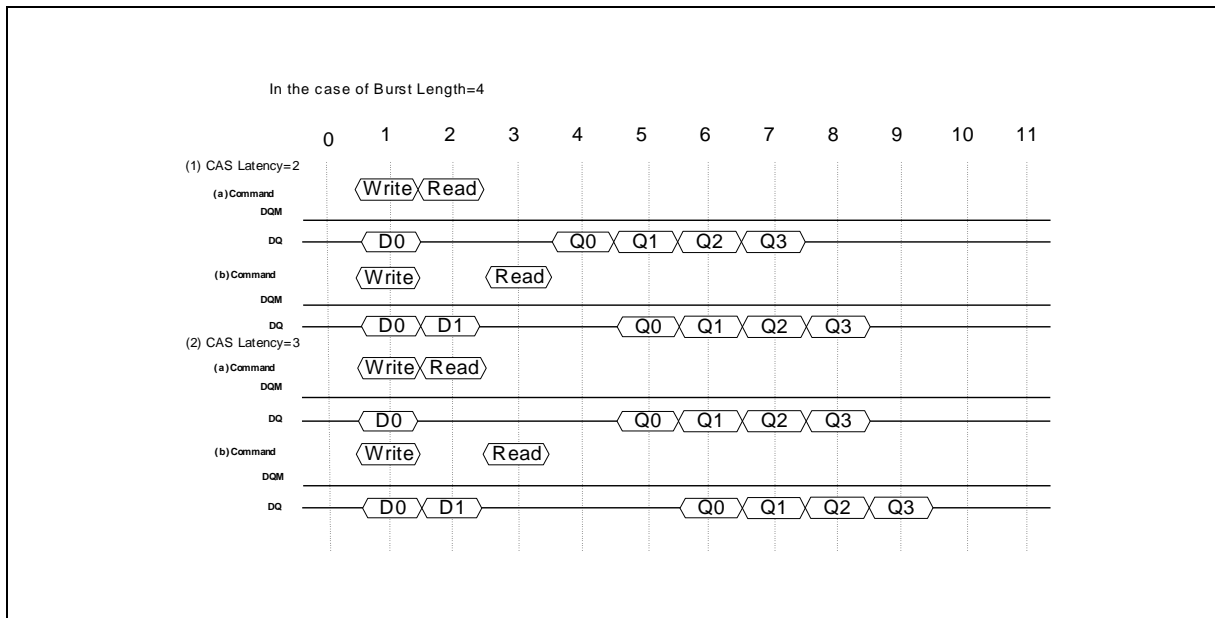 In the case of Burst Length=4
0 1 2 3 4 5 6 7 8 9 10 11
(1) CAS Latency=2
(a)Command Write Read
DQM
DQ D0 Q0 Q1 Q2 Q3
(b)Command Write Read
DQM
DQ D0 D1 Q0 Q1 Q2 Q3
(2) CAS Latency=3
(a)Command Write Read
DQM
DQ D0 Q0 Q1 Q2 Q3
(b)Command Write Read
DQM
DQ D0 D1 Q0 Q1 Q2 Q3